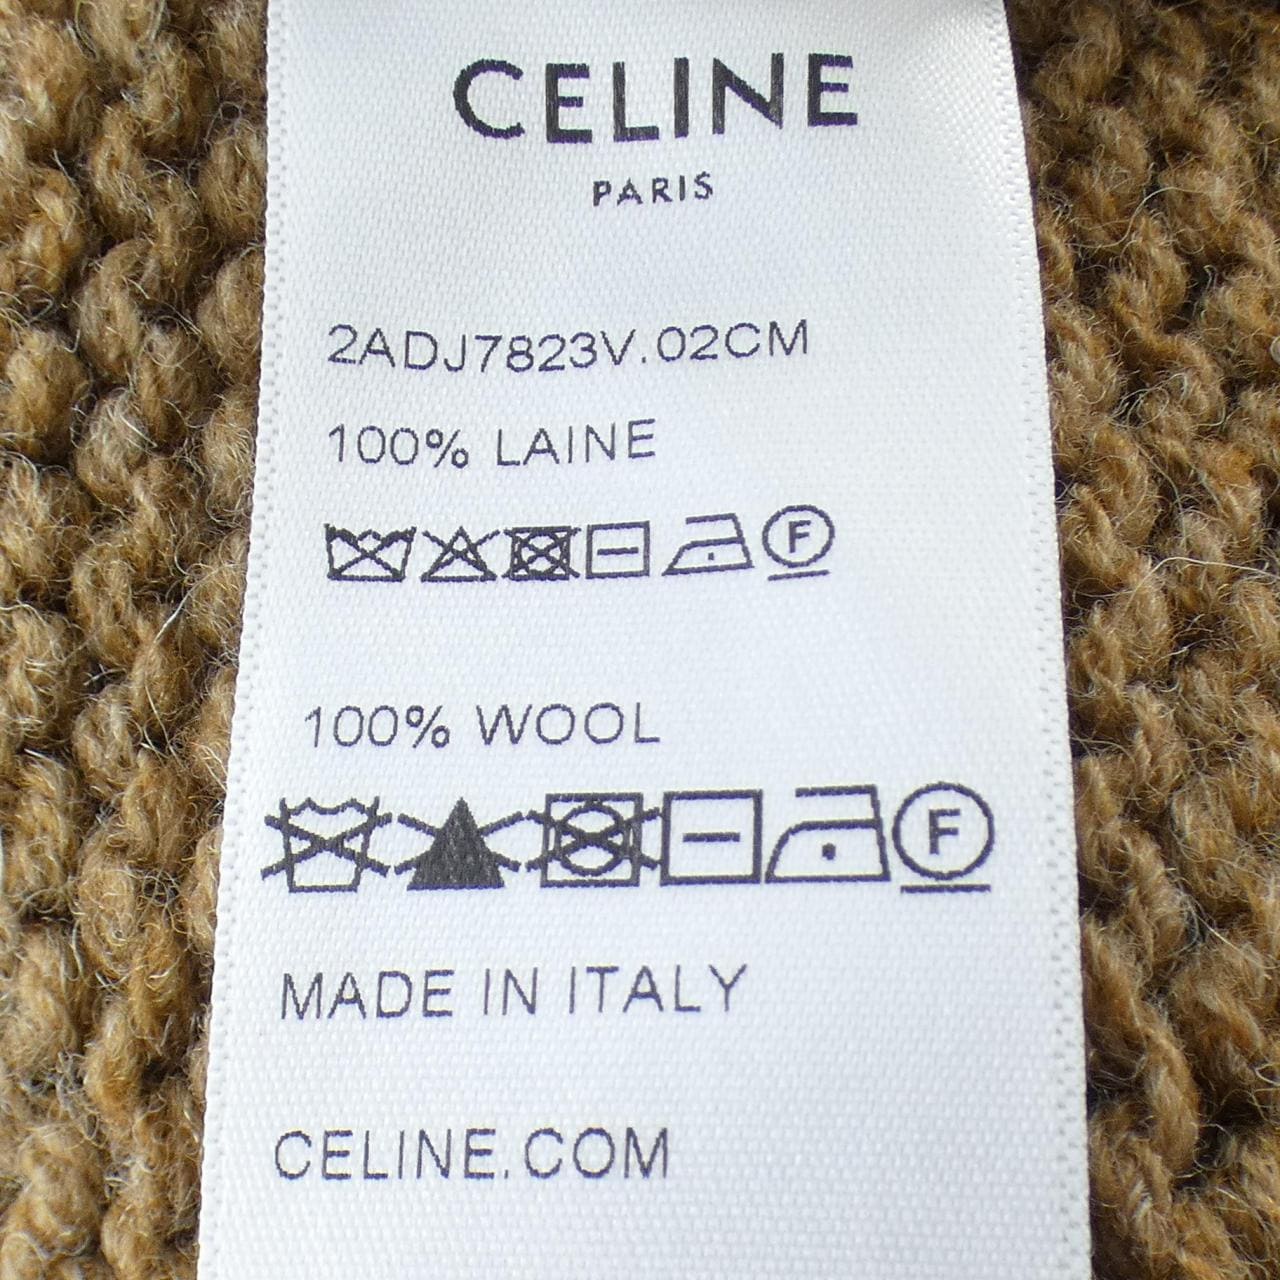 CELINE
PARIS
2ADJ7823V.02CM
100% LAINE
F
100% WOOL
F
MADE IN ITALY
CELINE.COM